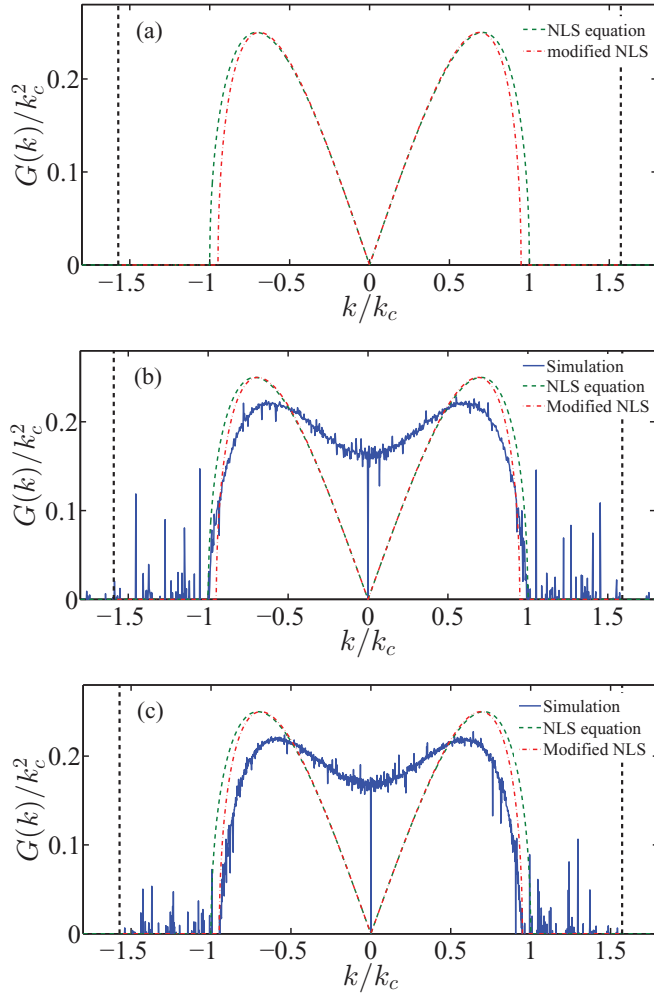 (a)
NLS equation
modified NLS
G(k)/k_c^2
0.2
0.1
0
−1.5 −1 −0.5 0 0.5 1 1.5
k/k_c
(b)
Simulation
NLS equation
Modified NLS
G(k)/k_c^2
0.2
0.1
0
−1.5 −1 −0.5 0 0.5 1 1.5
k/k_c
(c)
Simulation
NLS equation
Modified NLS
G(k)/k_c^2
0.2
0.1
0
−1.5 −1 −0.5 0 0.5 1 1.5
k/k_c